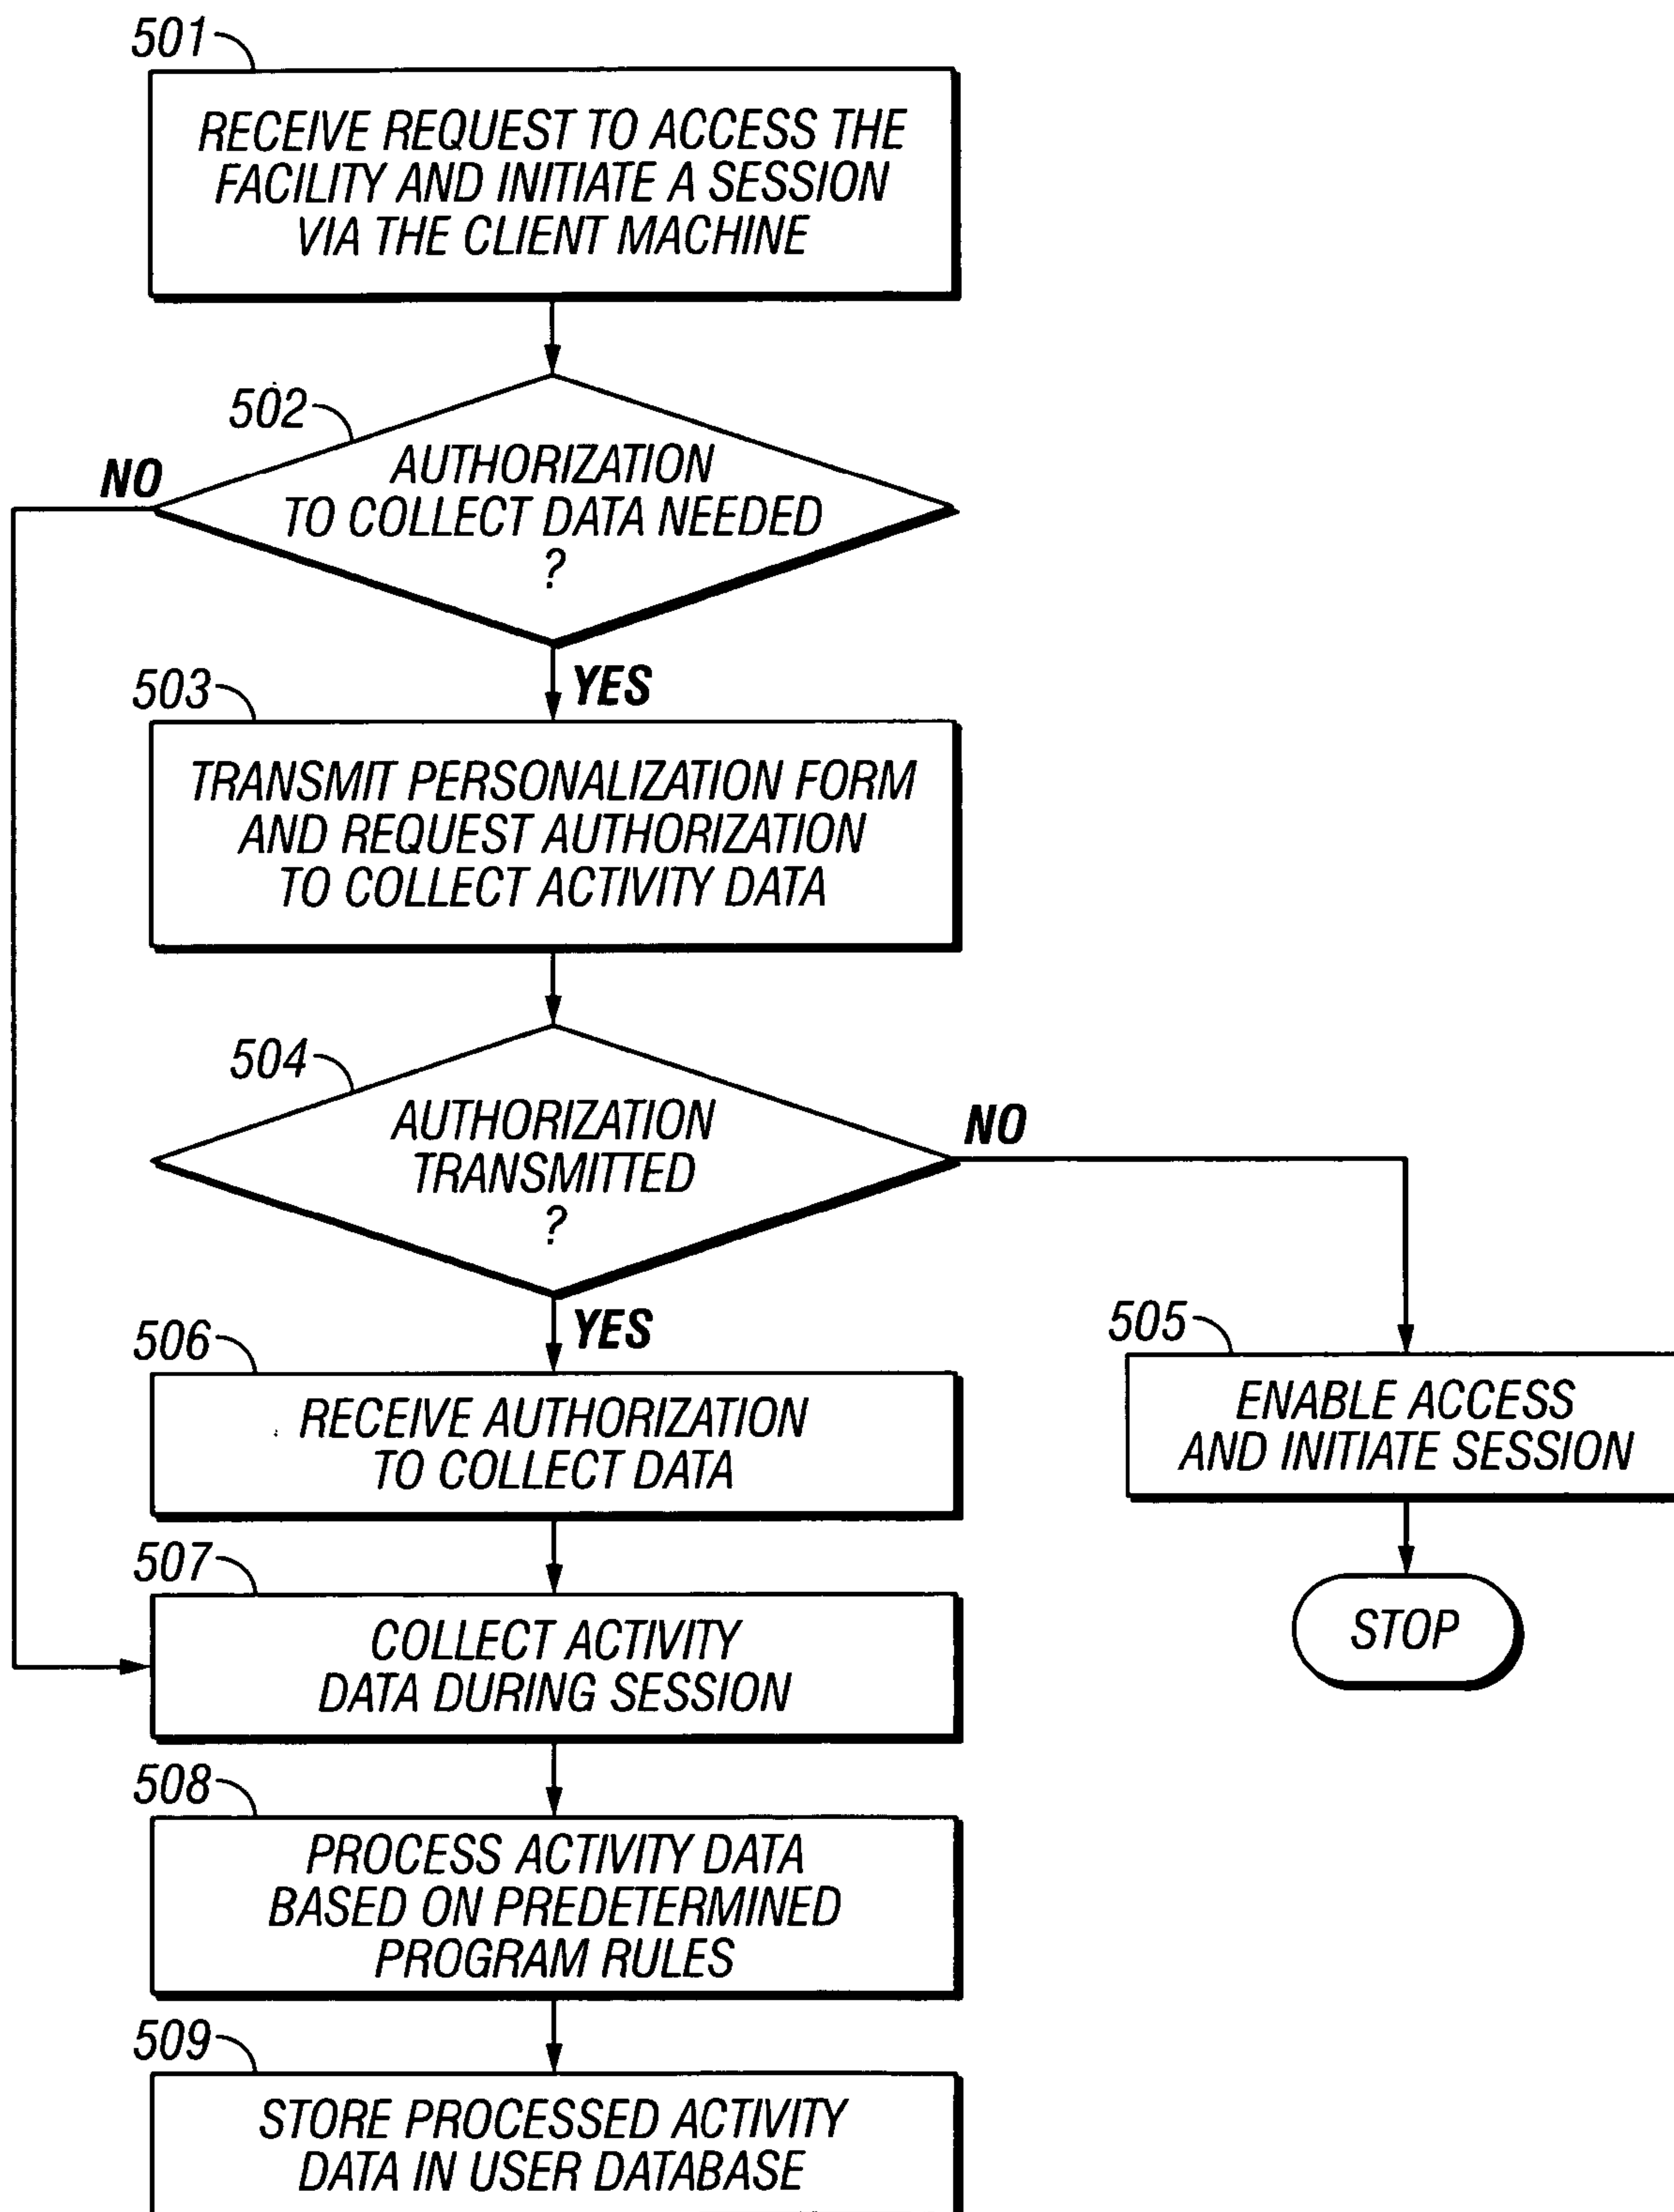 501
RECEIVE REQUEST TO ACCESS THE
FACILITY AND INITIATE A SESSION
VIA THE CLIENT MACHINE
502
NO
AUTHORIZATION
TO COLLECT DATA NEEDED
?
YES
503
TRANSMIT PERSONALIZATION FORM
AND REQUEST AUTHORIZATION
TO COLLECT ACTIVITY DATA
504
AUTHORIZATION
TRANSMITTED
?
NO
YES
505
ENABLE ACCESS
AND INITIATE SESSION
STOP
506
RECEIVE AUTHORIZATION
TO COLLECT DATA
507
COLLECT ACTIVITY
DATA DURING SESSION
508
PROCESS ACTIVITY DATA
BASED ON PREDETERMINED
PROGRAM RULES
509
STORE PROCESSED ACTIVITY
DATA IN USER DATABASE